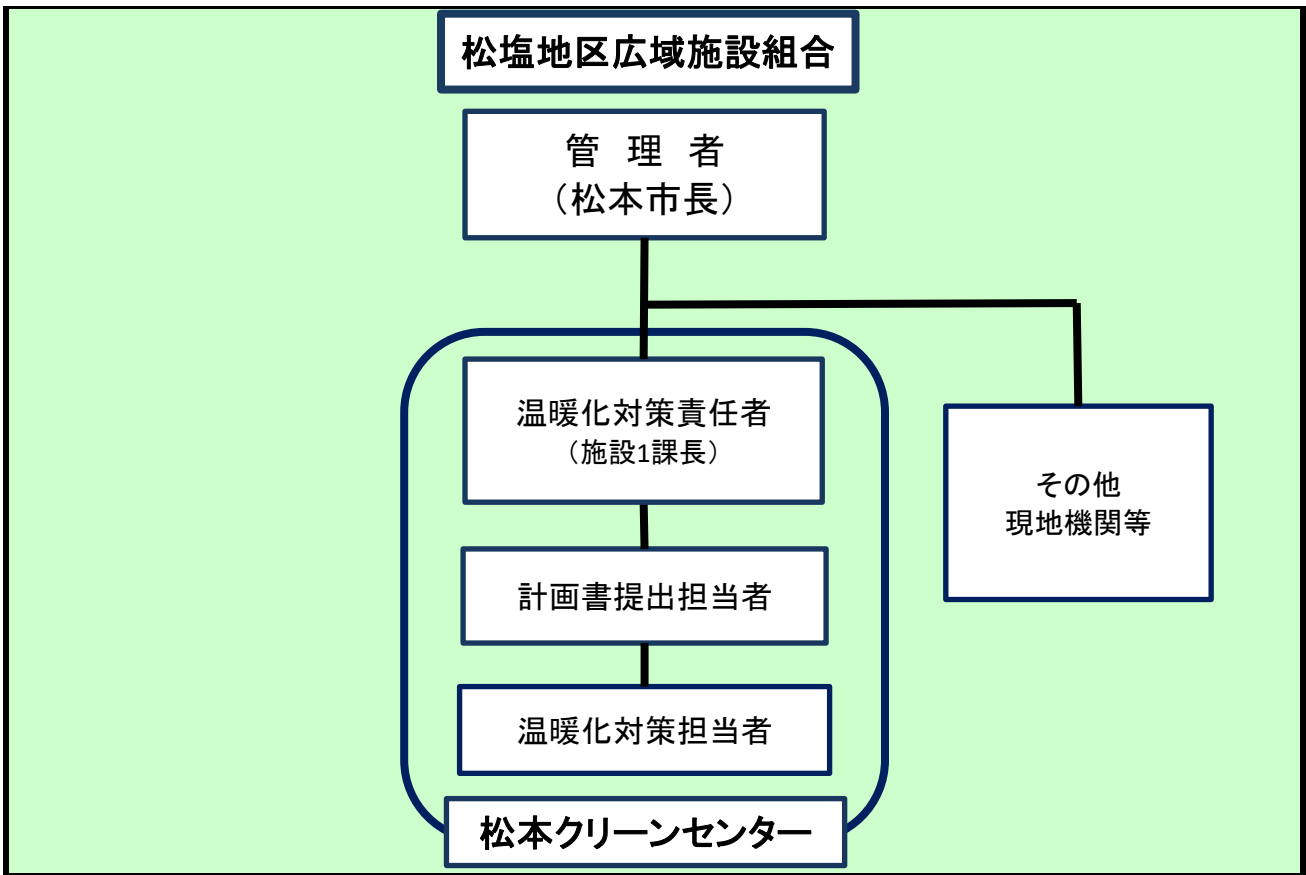 松塩地区広域施設組合
管　理　者
（松本市長）
温暖化対策責任者
（施設1課長）
その他
現地機関等
計画書提出担当者
温暖化対策担当者
松本クリーンセンター